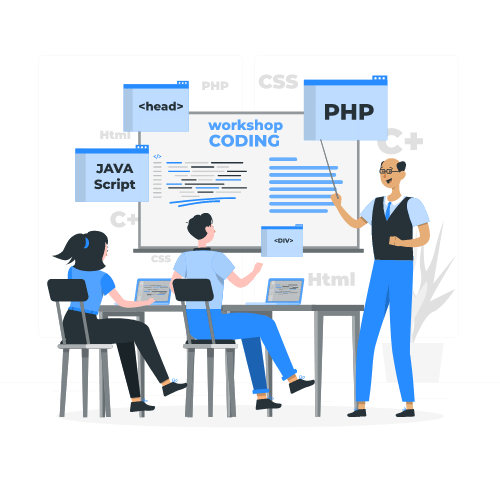 CSS
PHP
<head>
PHP
workshop
CODING
Html
C+
</>
JAVA
Script
C+
<DIV>
CSS
Html